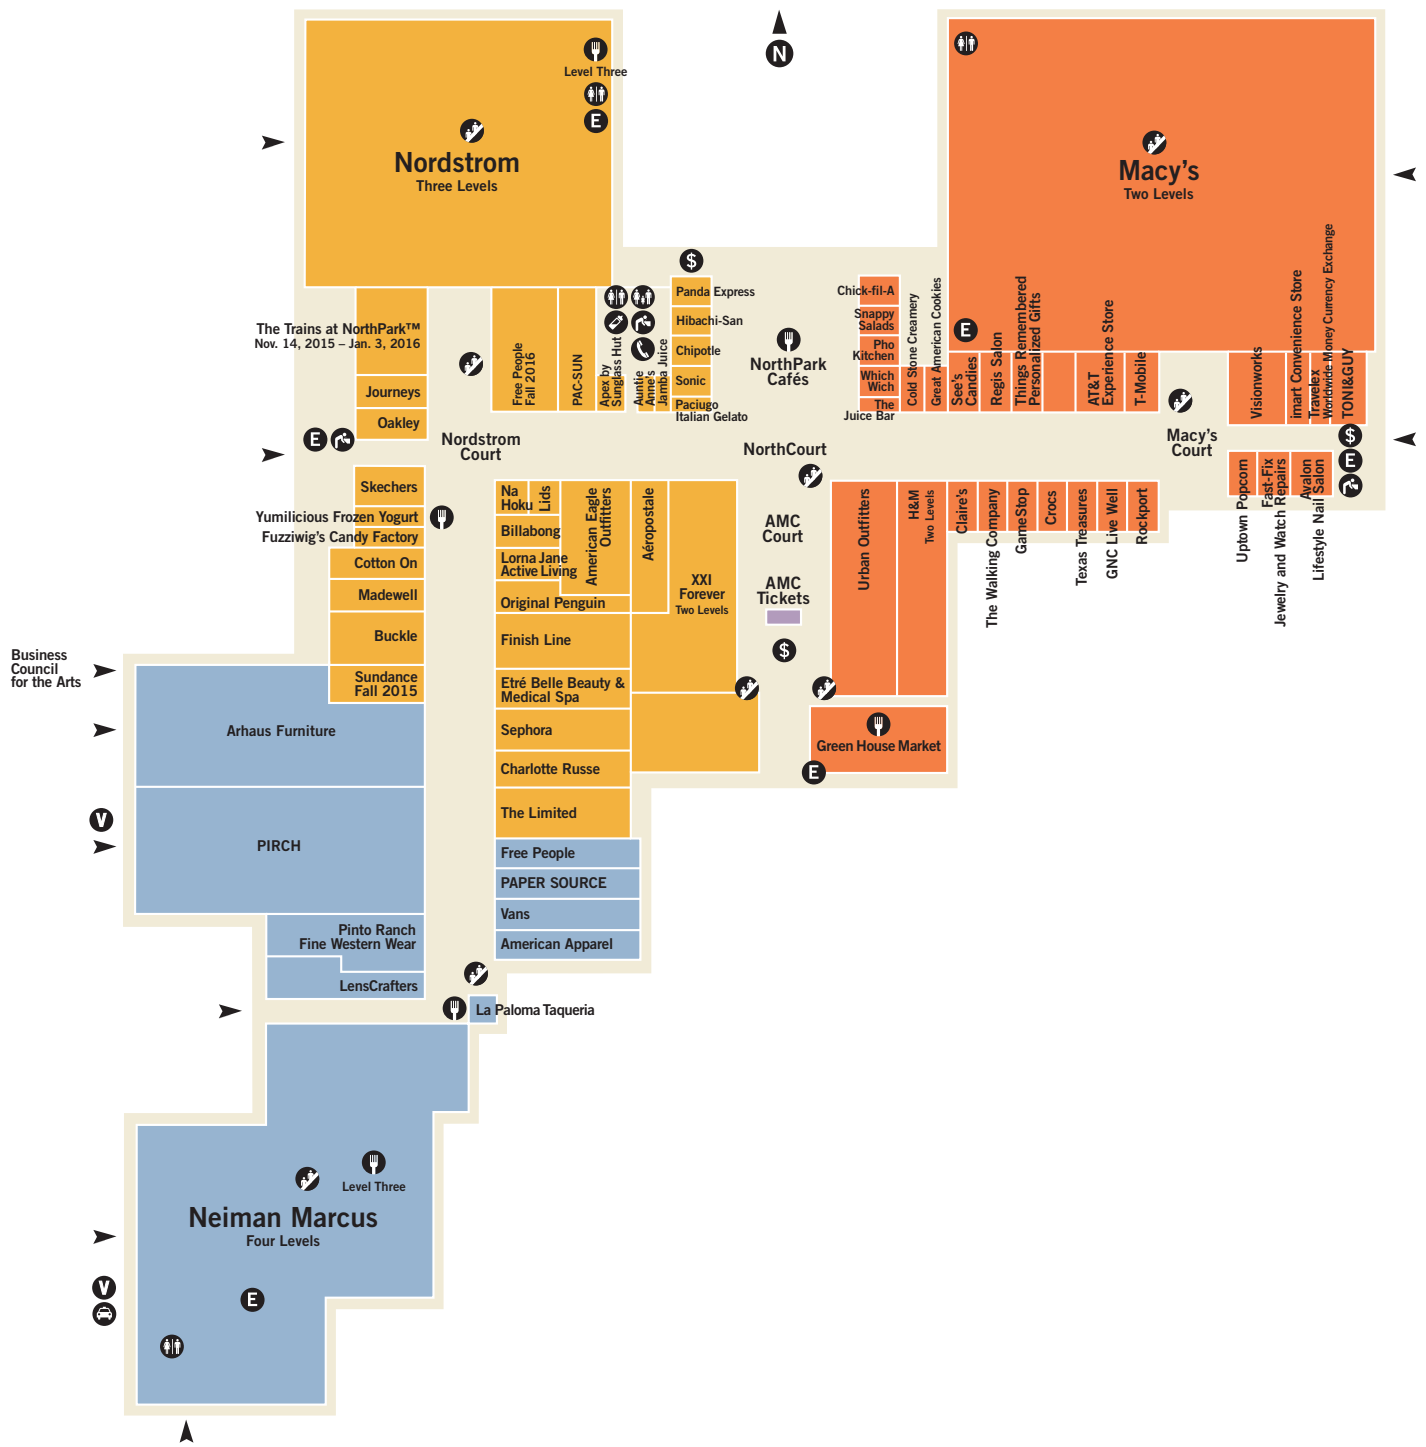 N
Level Three
E
Nordstrom
Three Levels
Macy's
Two Levels
$
The Trains at NorthPark™
Nov. 14, 2015 – Jan. 3, 2016
Journeys
Oakley
E
Free People
Fall 2016
PAC-SUN
Apex by
Sunglass Hut
Auntie
Anne's
Jamba Juice
Panda Express
Hibachi-San
Chipotle
Sonic
Paciugo
Italian Gelato
NorthPark
Cafés
Chick-fil-A
Snappy
Salads
Pho
Kitchen
Which
Wich
The
Juice Bar
Cold Stone Creamery
Great American Cookies
E
See's
Candies
Regis Salon
Things Remembered
Personalized Gifts
AT&T
Experience Store
T-Mobile
Visionworks
imart Convenience Store
Travelex
Worldwide Money Currency Exchange
TONI&GUY
Nordstrom
Court
NorthCourt
Macy's
Court
$
E
Skechers
Yumilicious Frozen Yogurt
Fuzziwig's Candy Factory
Cotton On
Madewell
Buckle
Sundance
Fall 2015
Na
Hoku
Lids
Billabong
Lorna Jane
Active Living
American Eagle
Outfitters
Original Penguin
Aéropostale
XXI
Forever
Two Levels
Finish Line
Etré Belle Beauty &
Medical Spa
Sephora
Charlotte Russe
The Limited
AMC
Court
AMC
Tickets
$
Urban Outfitters
H&M
Two Levels
Claire's
The Walking Company
GameStop
Crocs
Texas Treasures
GNC Live Well
Rockport
Uptown Popcorn
Fast-Fix
Jewelry and Watch Repairs
Avalon
Lifestyle Nail Salon
Green House Market
E
Business
Council
for the Arts
Arhaus Furniture
V
PIRCH
Free People
PAPER SOURCE
Vans
American Apparel
Pinto Ranch
Fine Western Wear
LensCrafters
La Paloma Taqueria
Level Three
Neiman Marcus
Four Levels
V
E